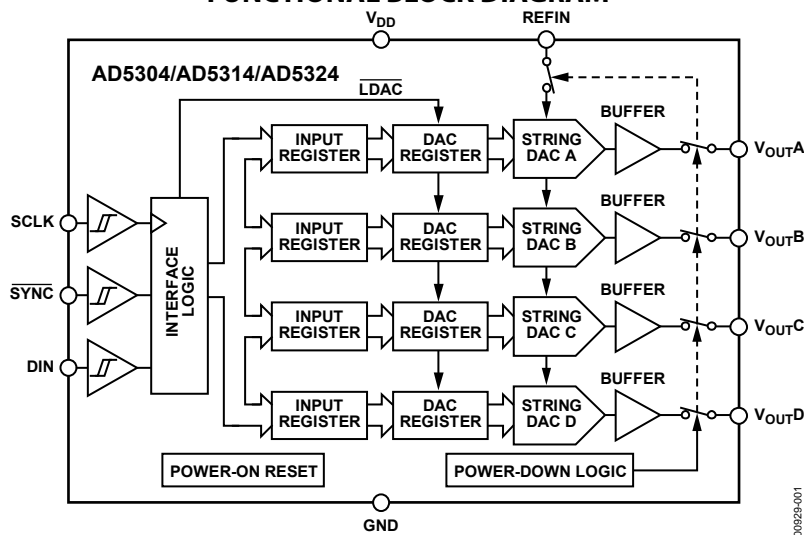 FUNCTIONAL BLOCK DIAGRAM
VDD
REFIN
AD5304/AD5314/AD5324
LDAC
BUFFER
INPUT
REGISTER
DAC
REGISTER
STRING
DAC A
VOUTA
BUFFER
SCLK
INPUT
REGISTER
DAC
REGISTER
STRING
DAC B
VOUTB
SYNC
INTERFACE
LOGIC
BUFFER
INPUT
REGISTER
DAC
REGISTER
STRING
DAC C
VOUTC
DIN
BUFFER
INPUT
REGISTER
DAC
REGISTER
STRING
DAC D
VOUTD
POWER-ON RESET
POWER-DOWN LOGIC
GND
00929-001